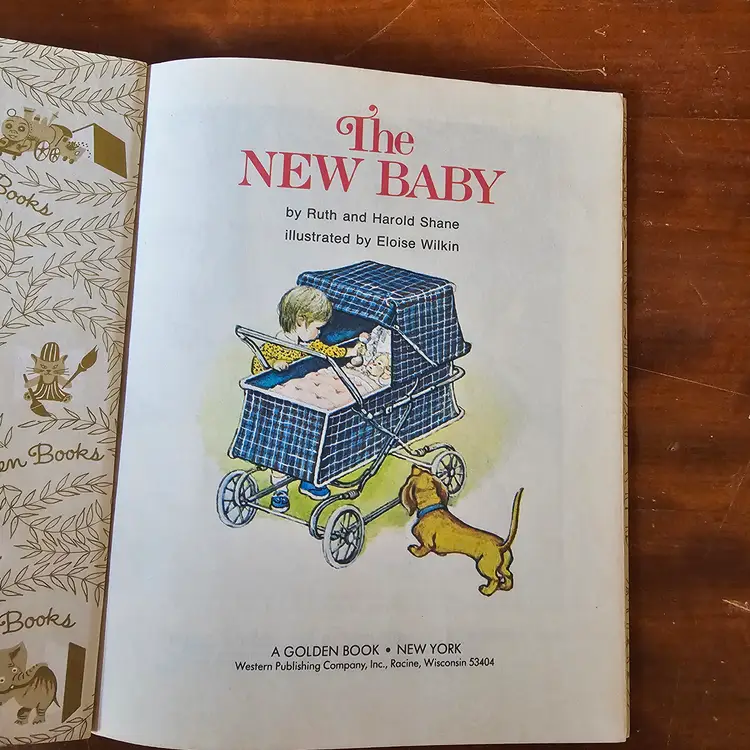 Books
en Books
Books
The
NEW BABY
by Ruth and Harold Shane
illustrated by Eloise Wilkin
A GOLDEN BOOK • NEW YORK
Western Publishing Company, Inc., Racine, Wisconsin 53404